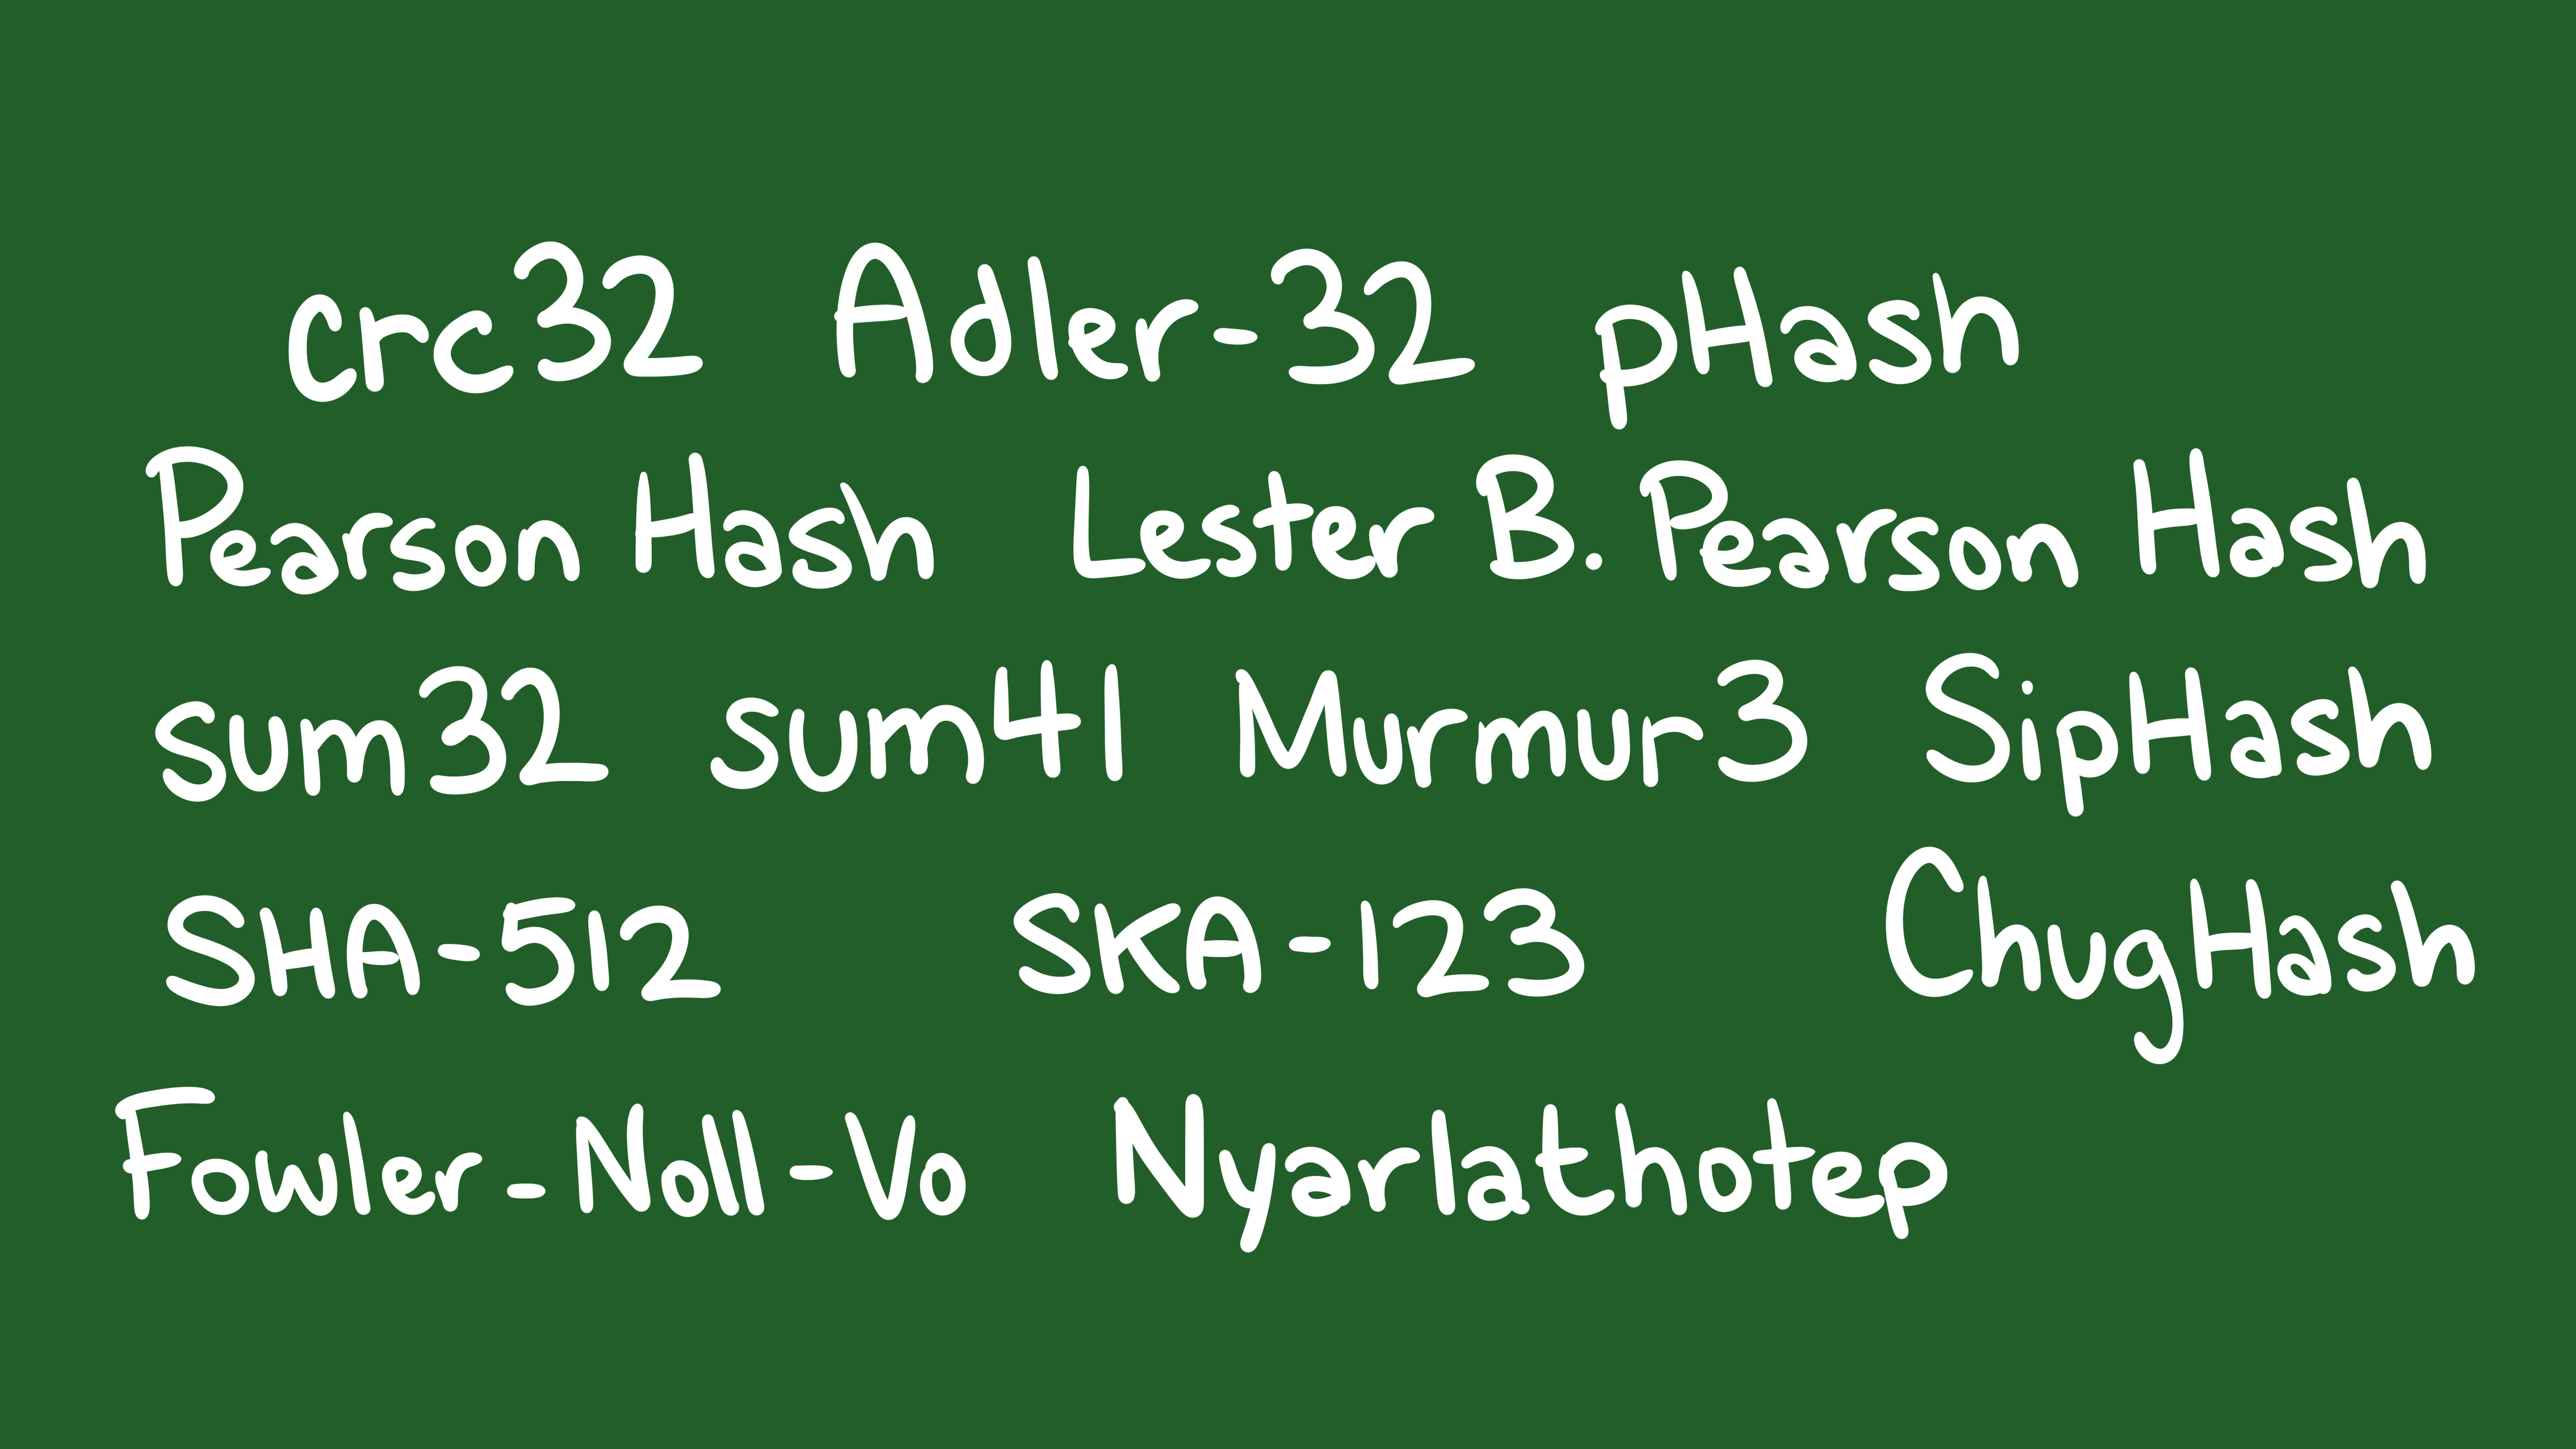 crc32 Adler-32 pHash
Pearson Hash Lester B. Pearson Hash
sum32 sum41 Murmur3 SipHash
SHA-512 SKA-123 ChugHash
Fowler-Noll-Vo Nyarlathotep